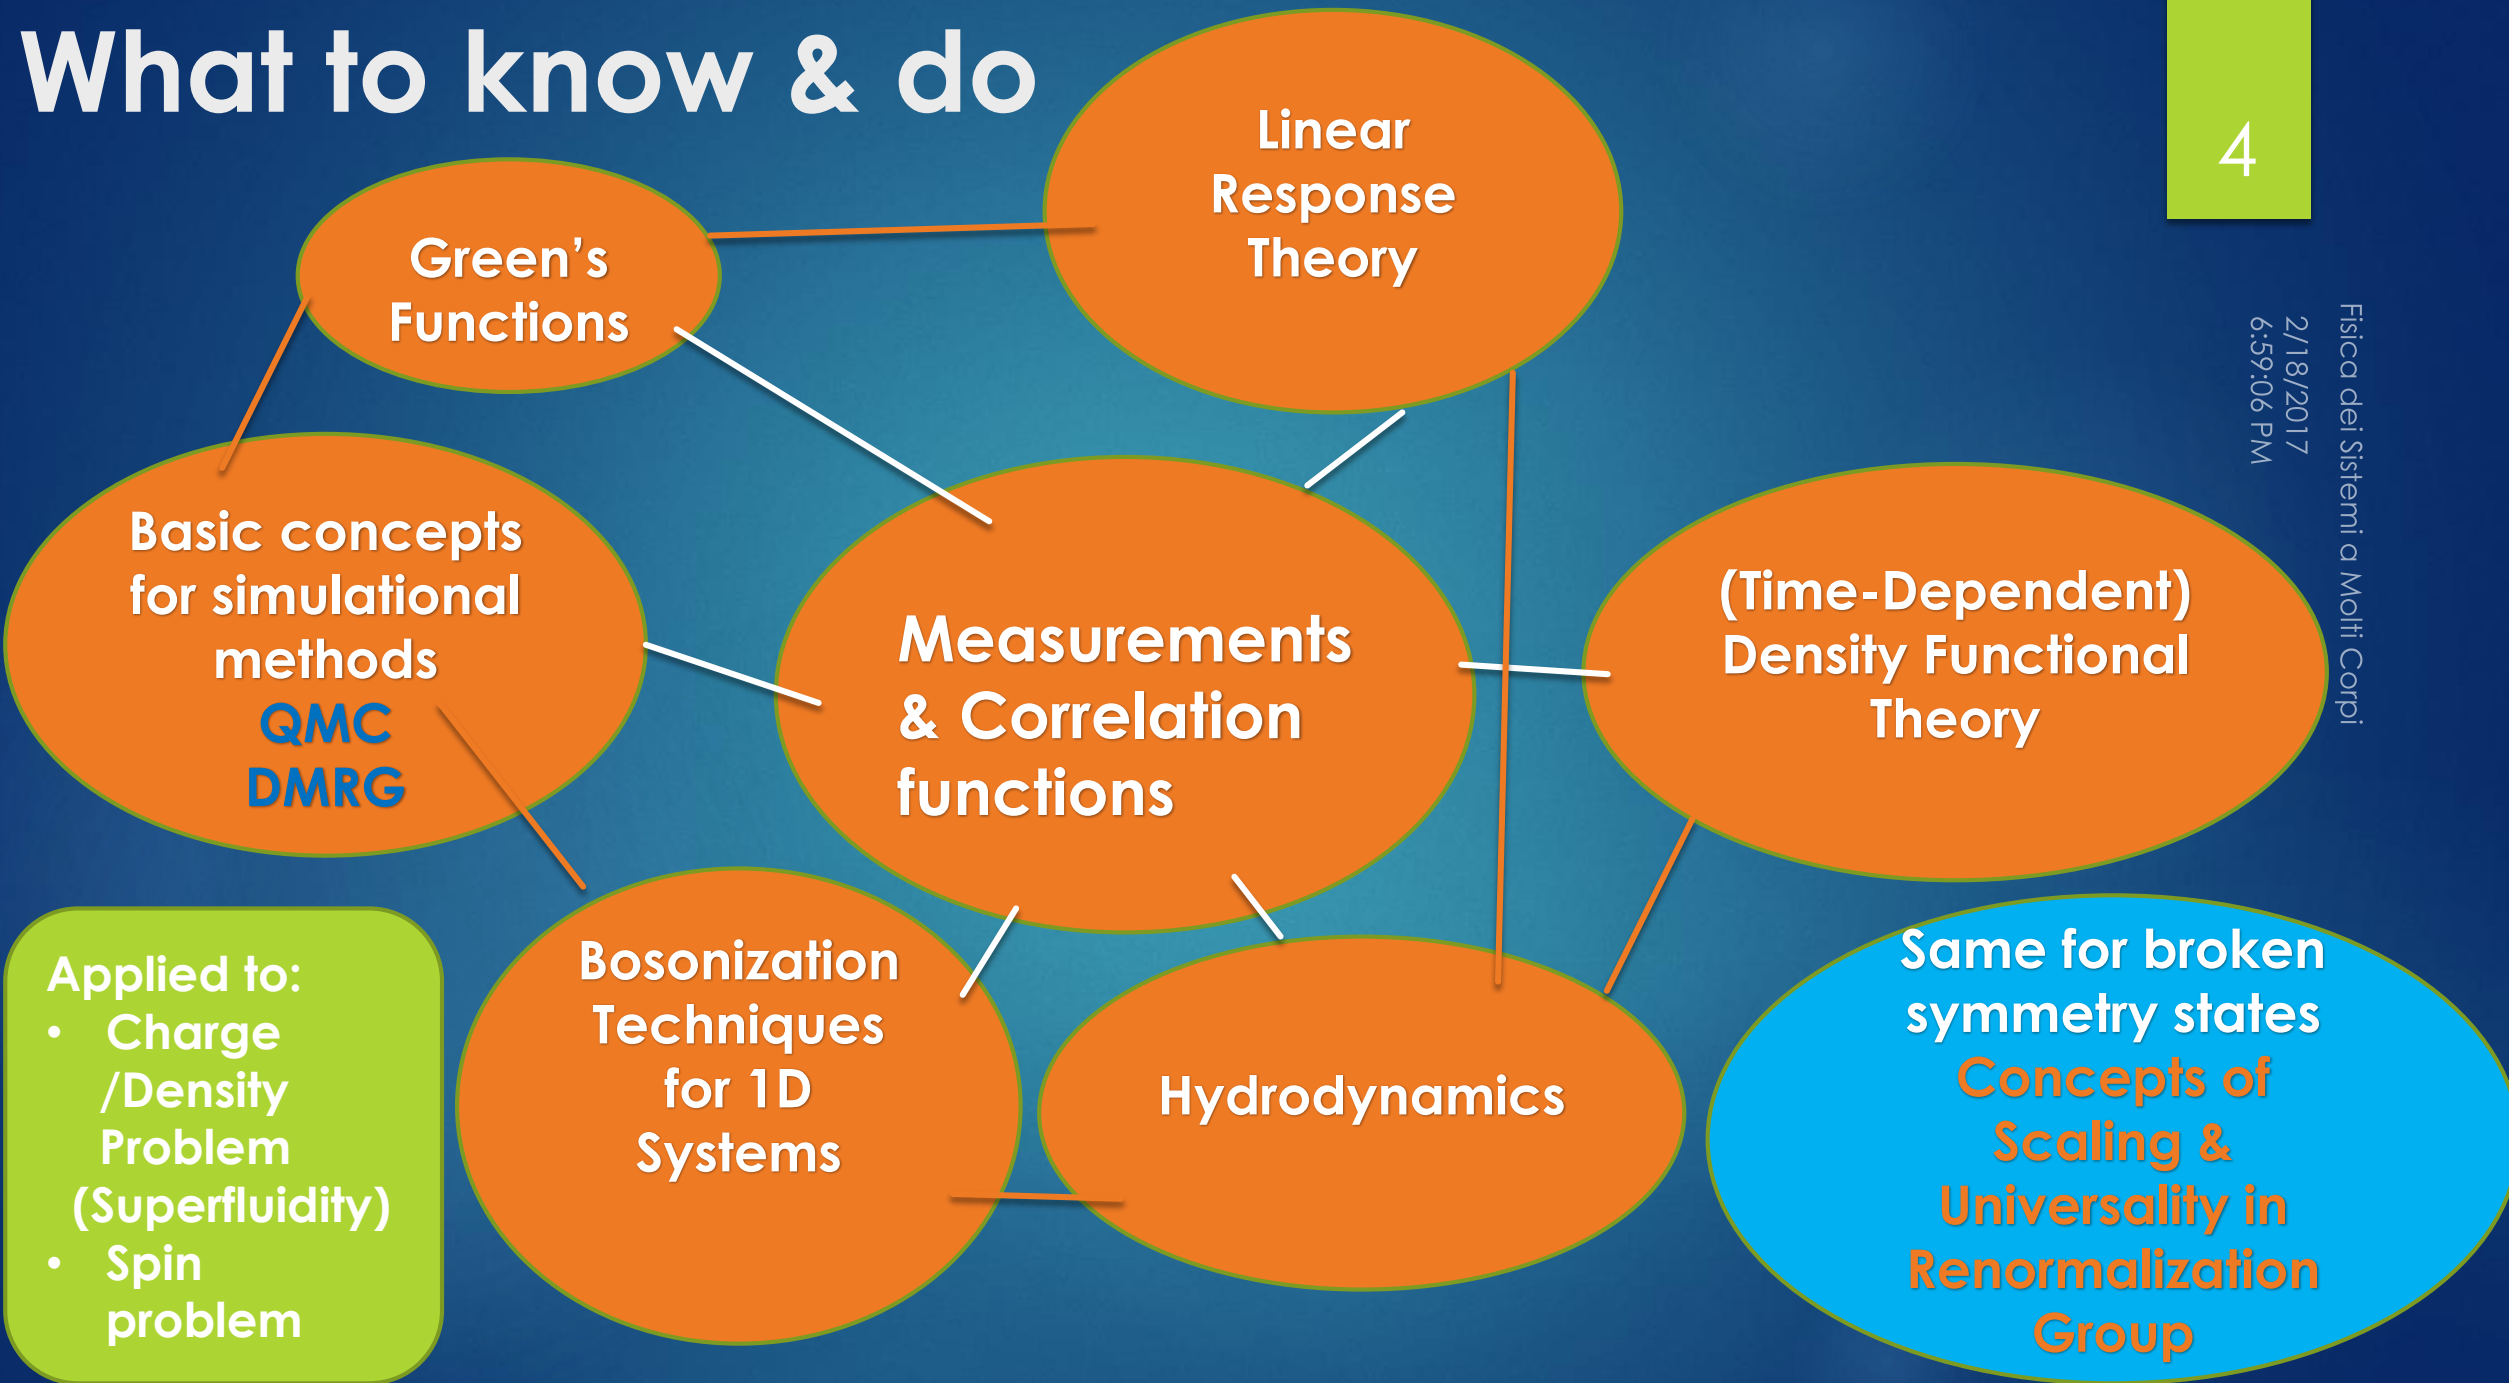 What to know & do
4
Linear
Response
Theory
Green’s
Functions
Fisica dei Sistemi a Molti Corpi
2/18/2017
6:59:06 PM
Basic concepts
for simulational
methods
QMC
DMRG
Measurements
& Correlation
functions
(Time-Dependent)
Density Functional
Theory
Applied to:
• Charge
/Density
Problem
(Superfluidity)
• Spin
problem
Bosonization
Techniques
for 1D
Systems
Hydrodynamics
Same for broken
symmetry states
Concepts of
Scaling &
Universality in
Renormalization
Group